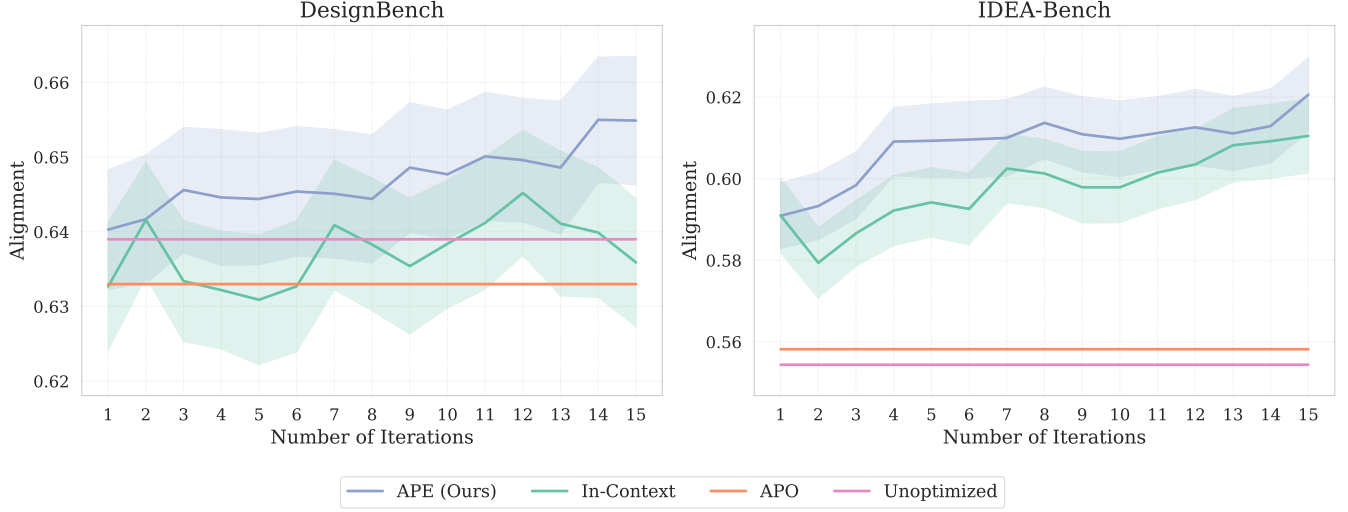 DesignBench
Alignment
0.66
0.65
0.64
0.63
0.62
1 2 3 4 5 6 7 8 9 10 11 12 13 14 15
Number of Iterations
IDEA-Bench
Alignment
0.62
0.60
0.58
0.56
1 2 3 4 5 6 7 8 9 10 11 12 13 14 15
Number of Iterations
APE (Ours) In-Context APO Unoptimized